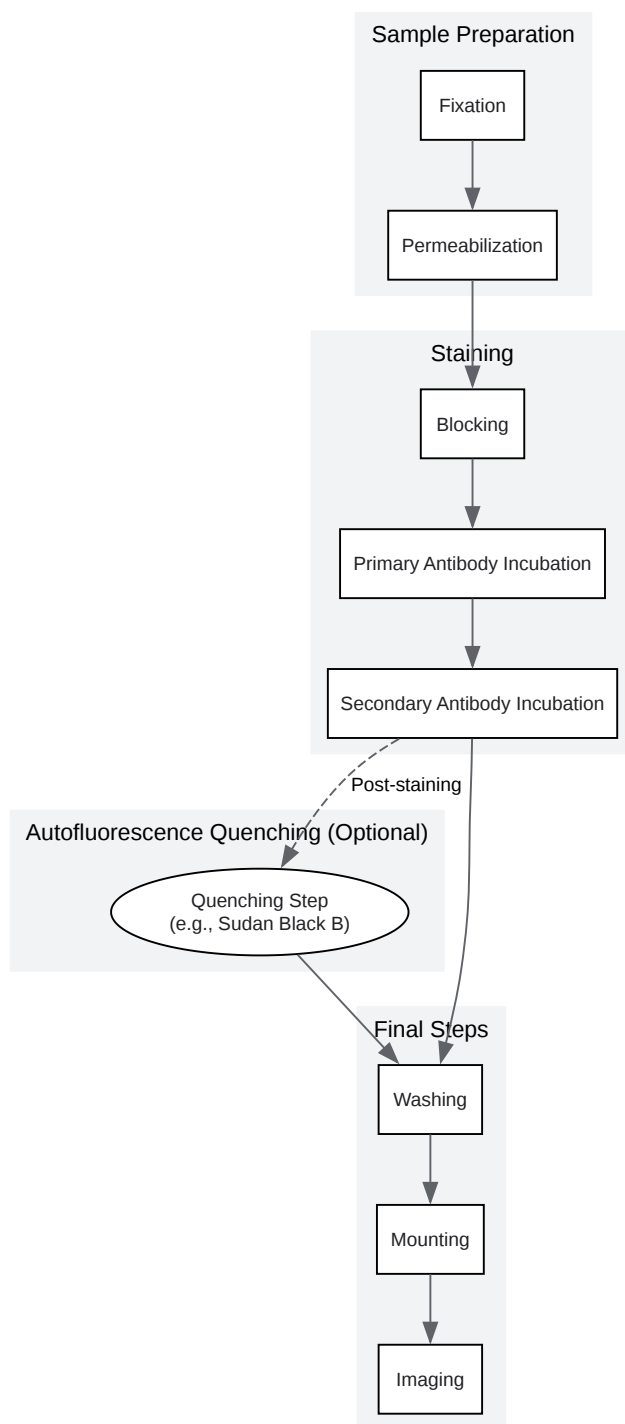 Sample Preparation
Fixation
Permeabilization
Staining
Blocking
Primary Antibody Incubation
Secondary Antibody Incubation
Post-staining
Autofluorescence Quenching (Optional)
Quenching Step
(e.g., Sudan Black B)
Final Steps
Washing
Mounting
Imaging